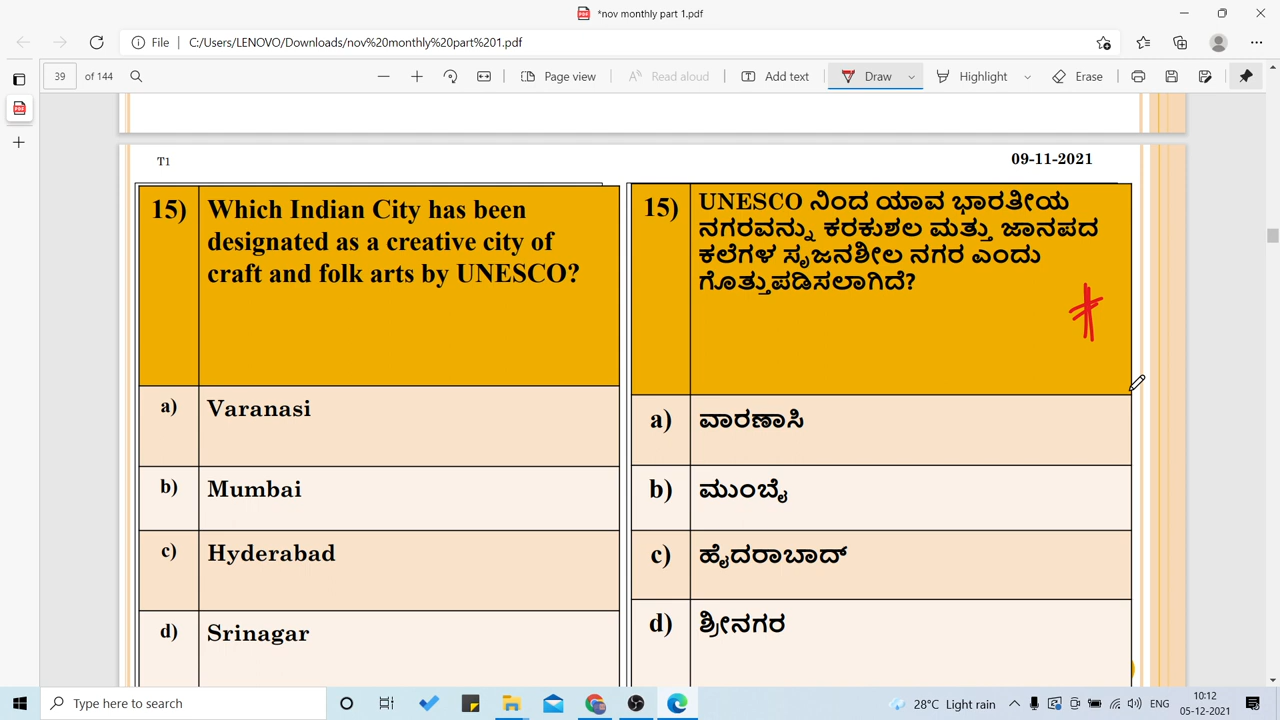 *nov monthly part 1.pdf
File C:/Users/LENOVO/Downloads/nov%20monthly%20part%201.pdf
39 of 144 Page view Read aloud Add text Draw Highlight Erase
T1
09-11-2021
15) Which Indian City has been
designated as a creative city of
craft and folk arts by UNESCO?
a) Varanasi
b) Mumbai
c) Hyderabad
d) Srinagar
15) UNESCO ನಿಂದ ಯಾವ ಭಾರತೀಯ
ನಗರವನ್ನು ಕರಕುಶಲ ಮತ್ತು ಜಾನಪದ
ಕಲೆಗಳ ಸೃಜನಶೀಲ ನಗರ ಎಂದು
ಗೊತ್ತುಪಡಿಸಲಾಗಿದೆ?
a) ವಾರಣಾಸಿ
b) ಮುಂಬೈ
c) ಹೈದರಾಬಾದ್
d) ಶ್ರೀನಗರ
Type here to search
28°C Light rain
ENG
10:12
05-12-2021